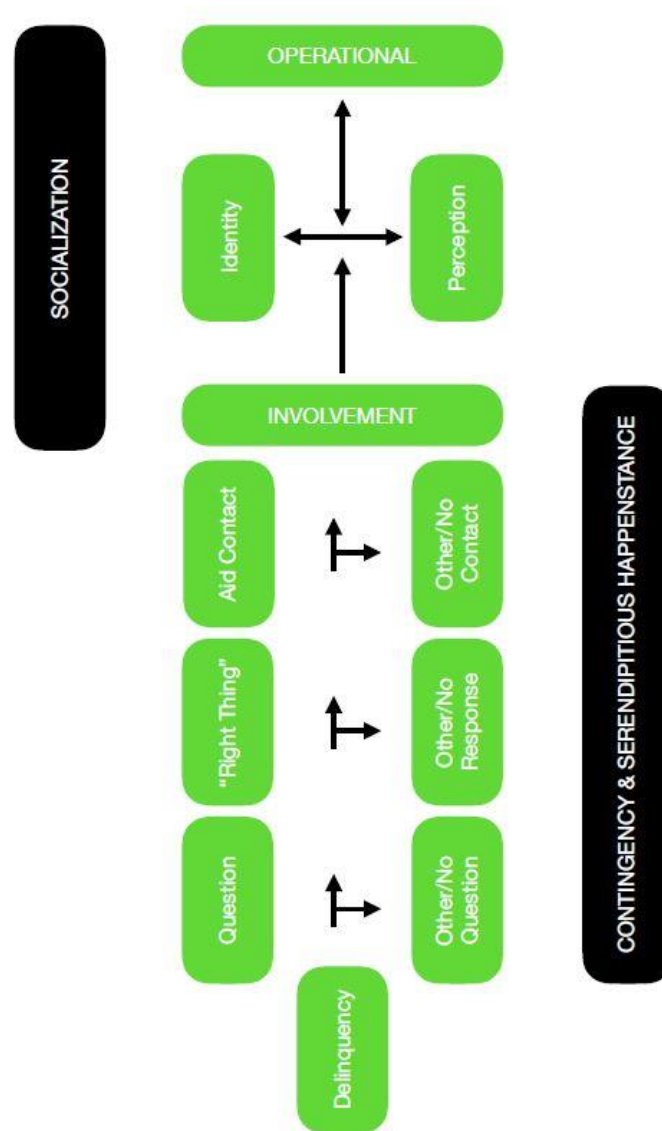 SOCIALIZATION
OPERATIONAL
Identity
Perception
INVOLVEMENT
Aid Contact
Other/No
Contact
“Right Thing”
Other/No
Response
Question
Other/No
Question
Delinquency
CONTINGENCY & SERENDIPITIOUS HAPPENSTANCE